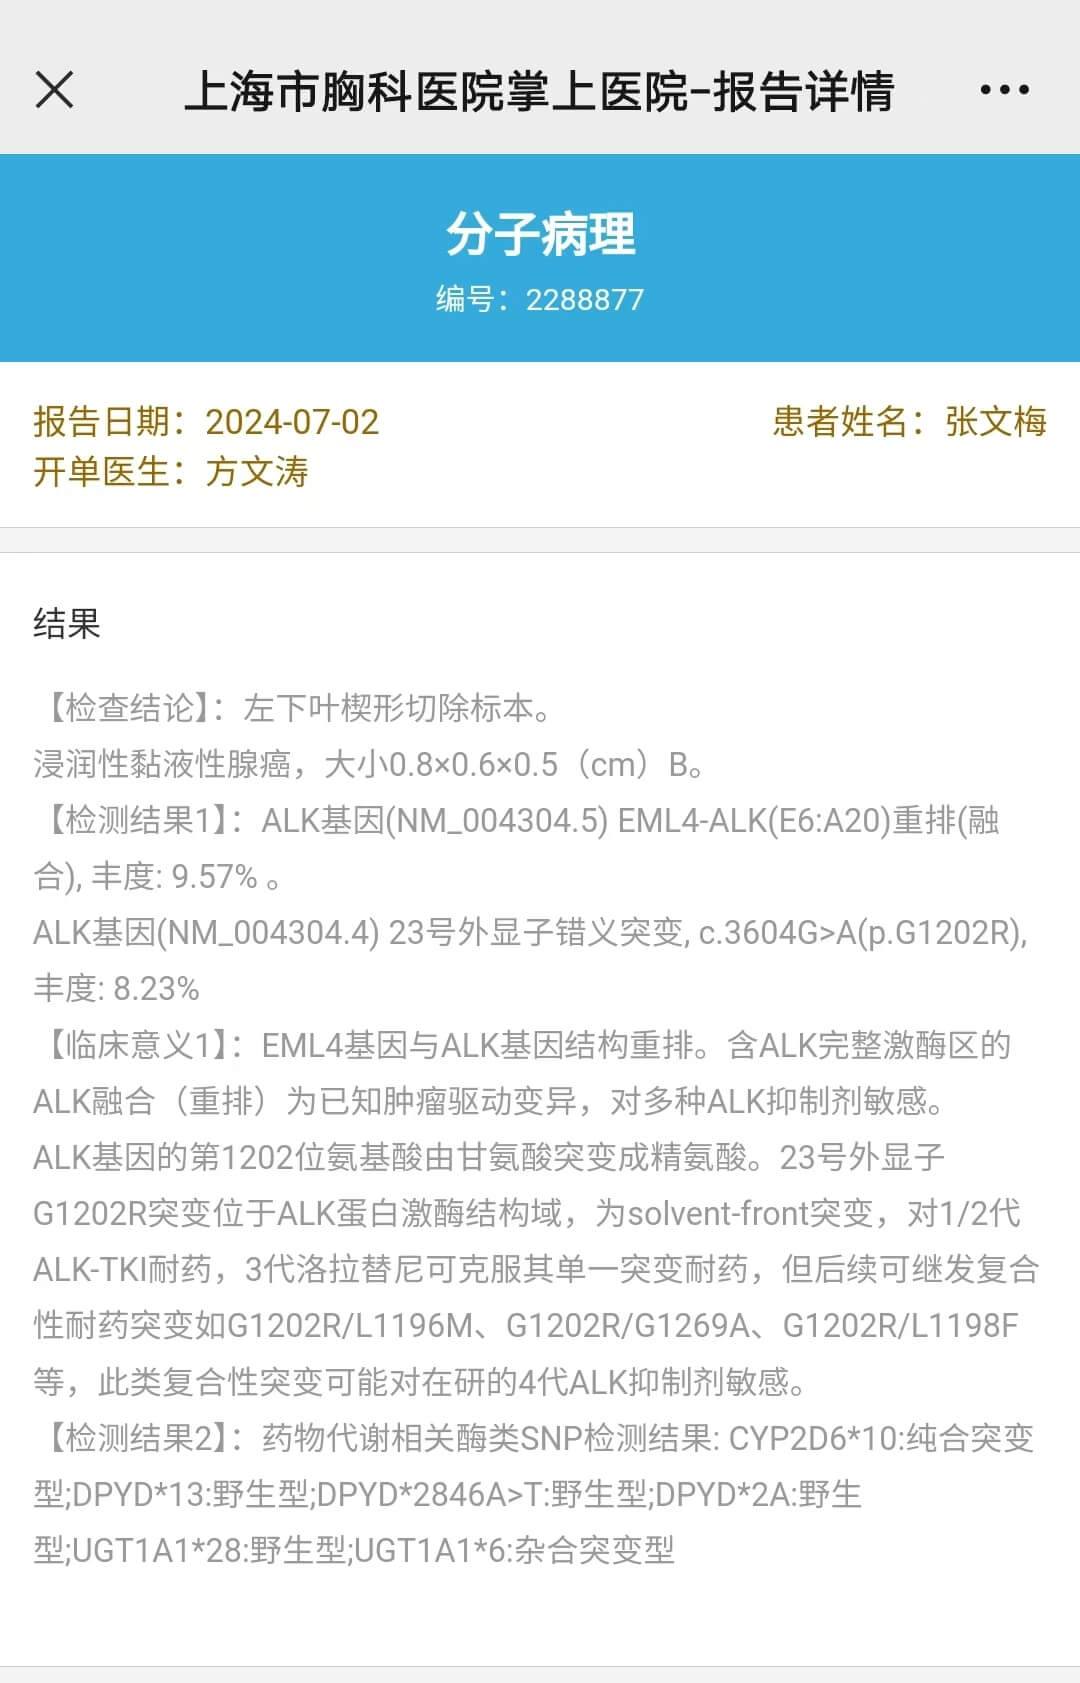 上海市胸科医院掌上医院-报告详情
分子病理
编号：2288877
报告日期：2024-07-02 患者姓名：张文梅
开单医生：方文涛
结果
【检查结论】：左下叶楔形切除标本。
浸润性黏液性腺癌，大小0.8×0.6×0.5（cm）B。
【检测结果1】：ALK基因(NM_004304.5) EML4-ALK(E6:A20)重排(融
合), 丰度: 9.57% 。
ALK基因(NM_004304.4) 23号外显子错义突变, c.3604G>A(p.G1202R),
丰度: 8.23%
【临床意义1】：EML4基因与ALK基因结构重排。含ALK完整激酶区的
ALK融合（重排）为已知肿瘤驱动变异，对多种ALK抑制剂敏感。
ALK基因的第1202位氨基酸由甘氨酸突变成精氨酸。23号外显子
G1202R突变位于ALK蛋白激酶结构域，为solvent-front突变，对1/2代
ALK-TKI耐药，3代洛拉替尼可克服其单一突变耐药，但后续可继发复合
性耐药突变如G1202R/L1196M、G1202R/G1269A、G1202R/L1198F
等，此类复合性突变可能对在研的4代ALK抑制剂敏感。
【检测结果2】：药物代谢相关酶类SNP检测结果: CYP2D6*10:纯合突变
型;DPYD*13:野生型;DPYD*2846A>T:野生型;DPYD*2A:野生
型;UGT1A1*28:野生型;UGT1A1*6:杂合突变型